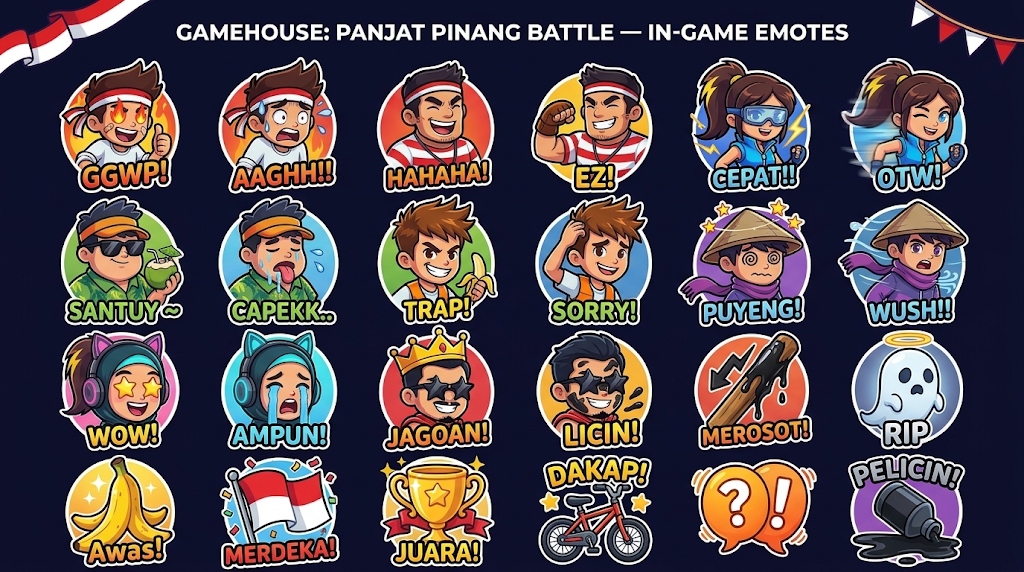 GAMEHOUSE: PANJAT PINANG BATTLE — IN-GAME EMOTES
GGWP!
AAGHH!!
HAHAHA!
EZ!
CEPAT!!
OTW!
SANTUY ~
CAPEKK..
TRAP!
SORRY!
PUYENG!
WUSH!!
WOW!
AMPUN!
JAGOAN!
LICIN!
MEROSOT!
RIP
Awas!
MERDEKA!
JUARA!
DAKAP!
?!
PELICIN!